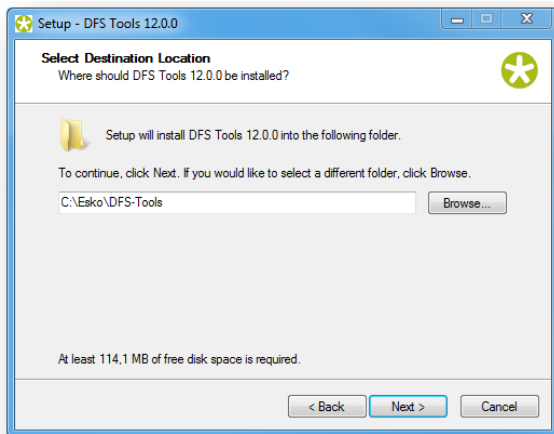 Setup - DFS Tools 12.0.0
Select Destination Location
Where should DFS Tools 12.0.0 be installed?
Setup will install DFS Tools 12.0.0 into the following folder.
To continue, click Next. If you would like to select a different folder, click Browse.
C:\Esko\DFS-Tools
Browse...
At least 114,1 MB of free disk space is required.
< Back
Next >
Cancel